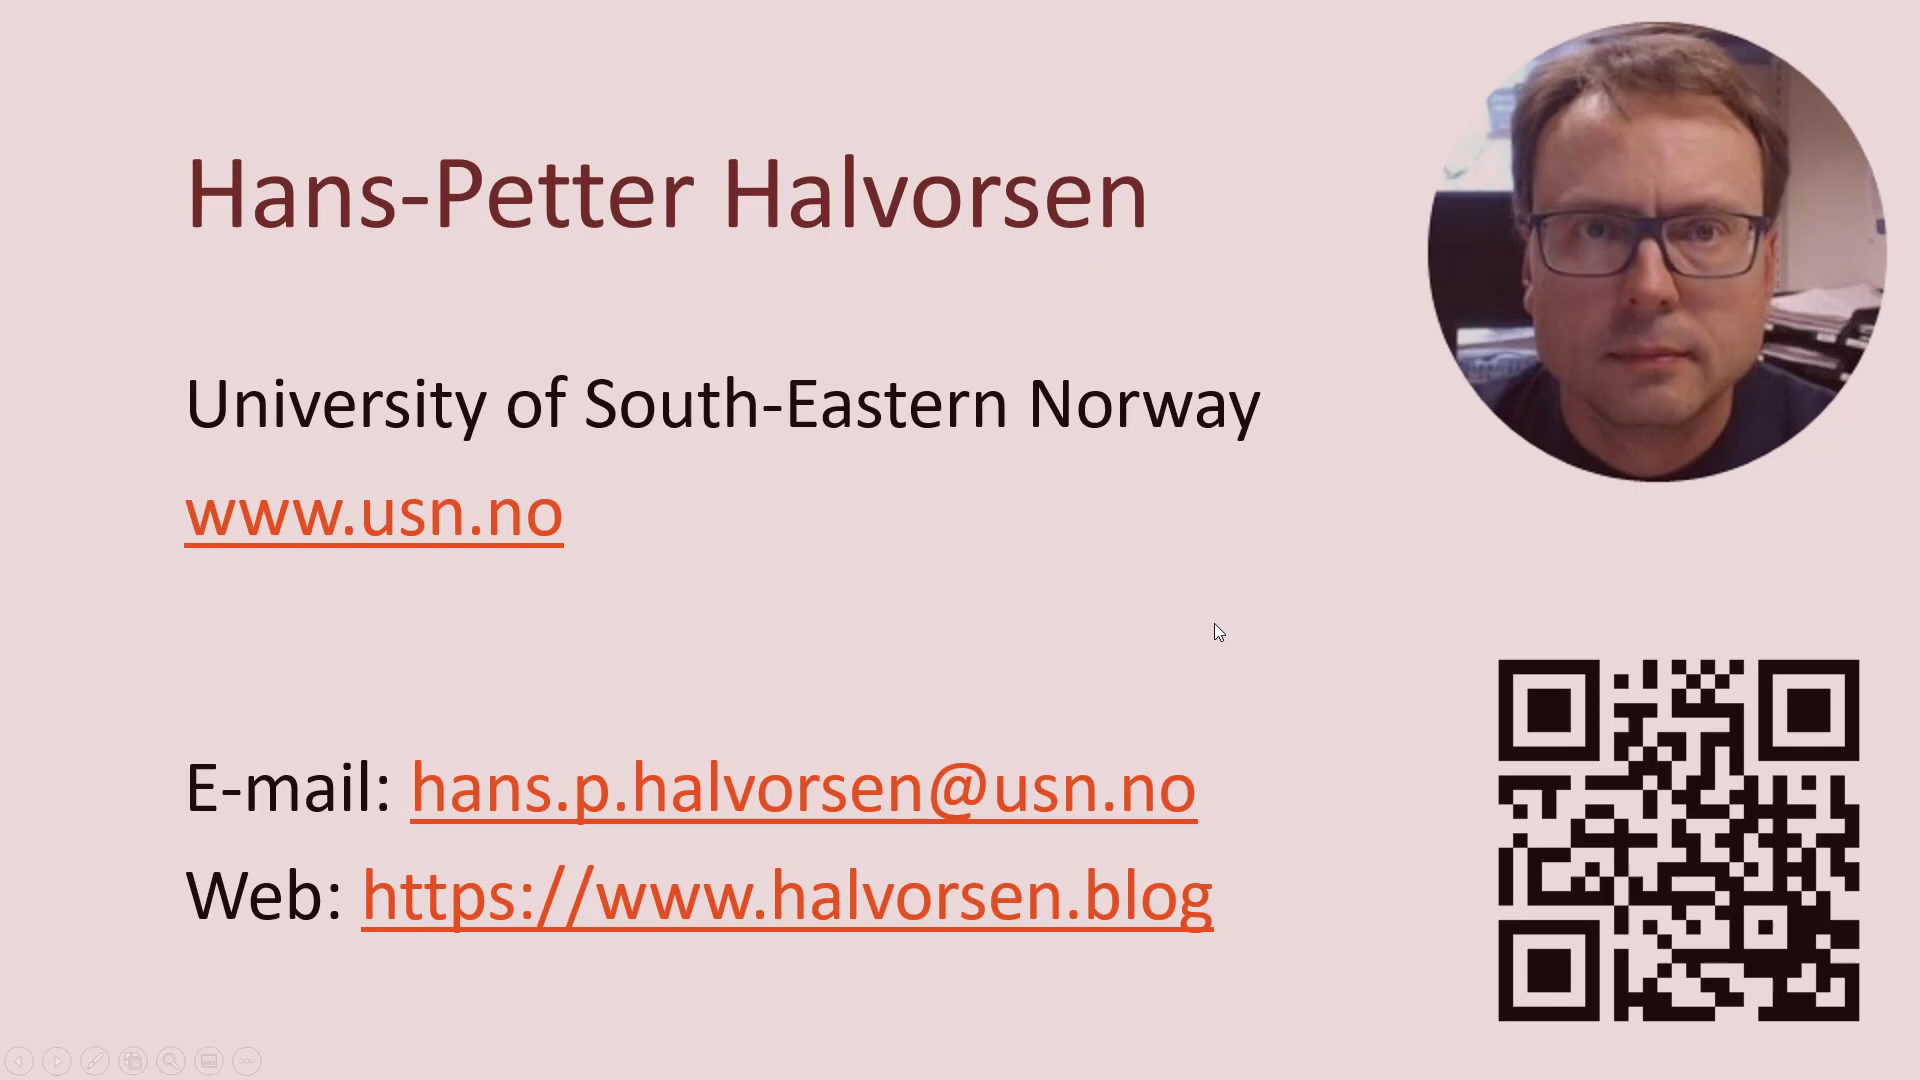 Hans-Petter Halvorsen
University of South-Eastern Norway
www.usn.no
E-mail: hans.p.halvorsen@usn.no
Web: https://www.halvorsen.blog